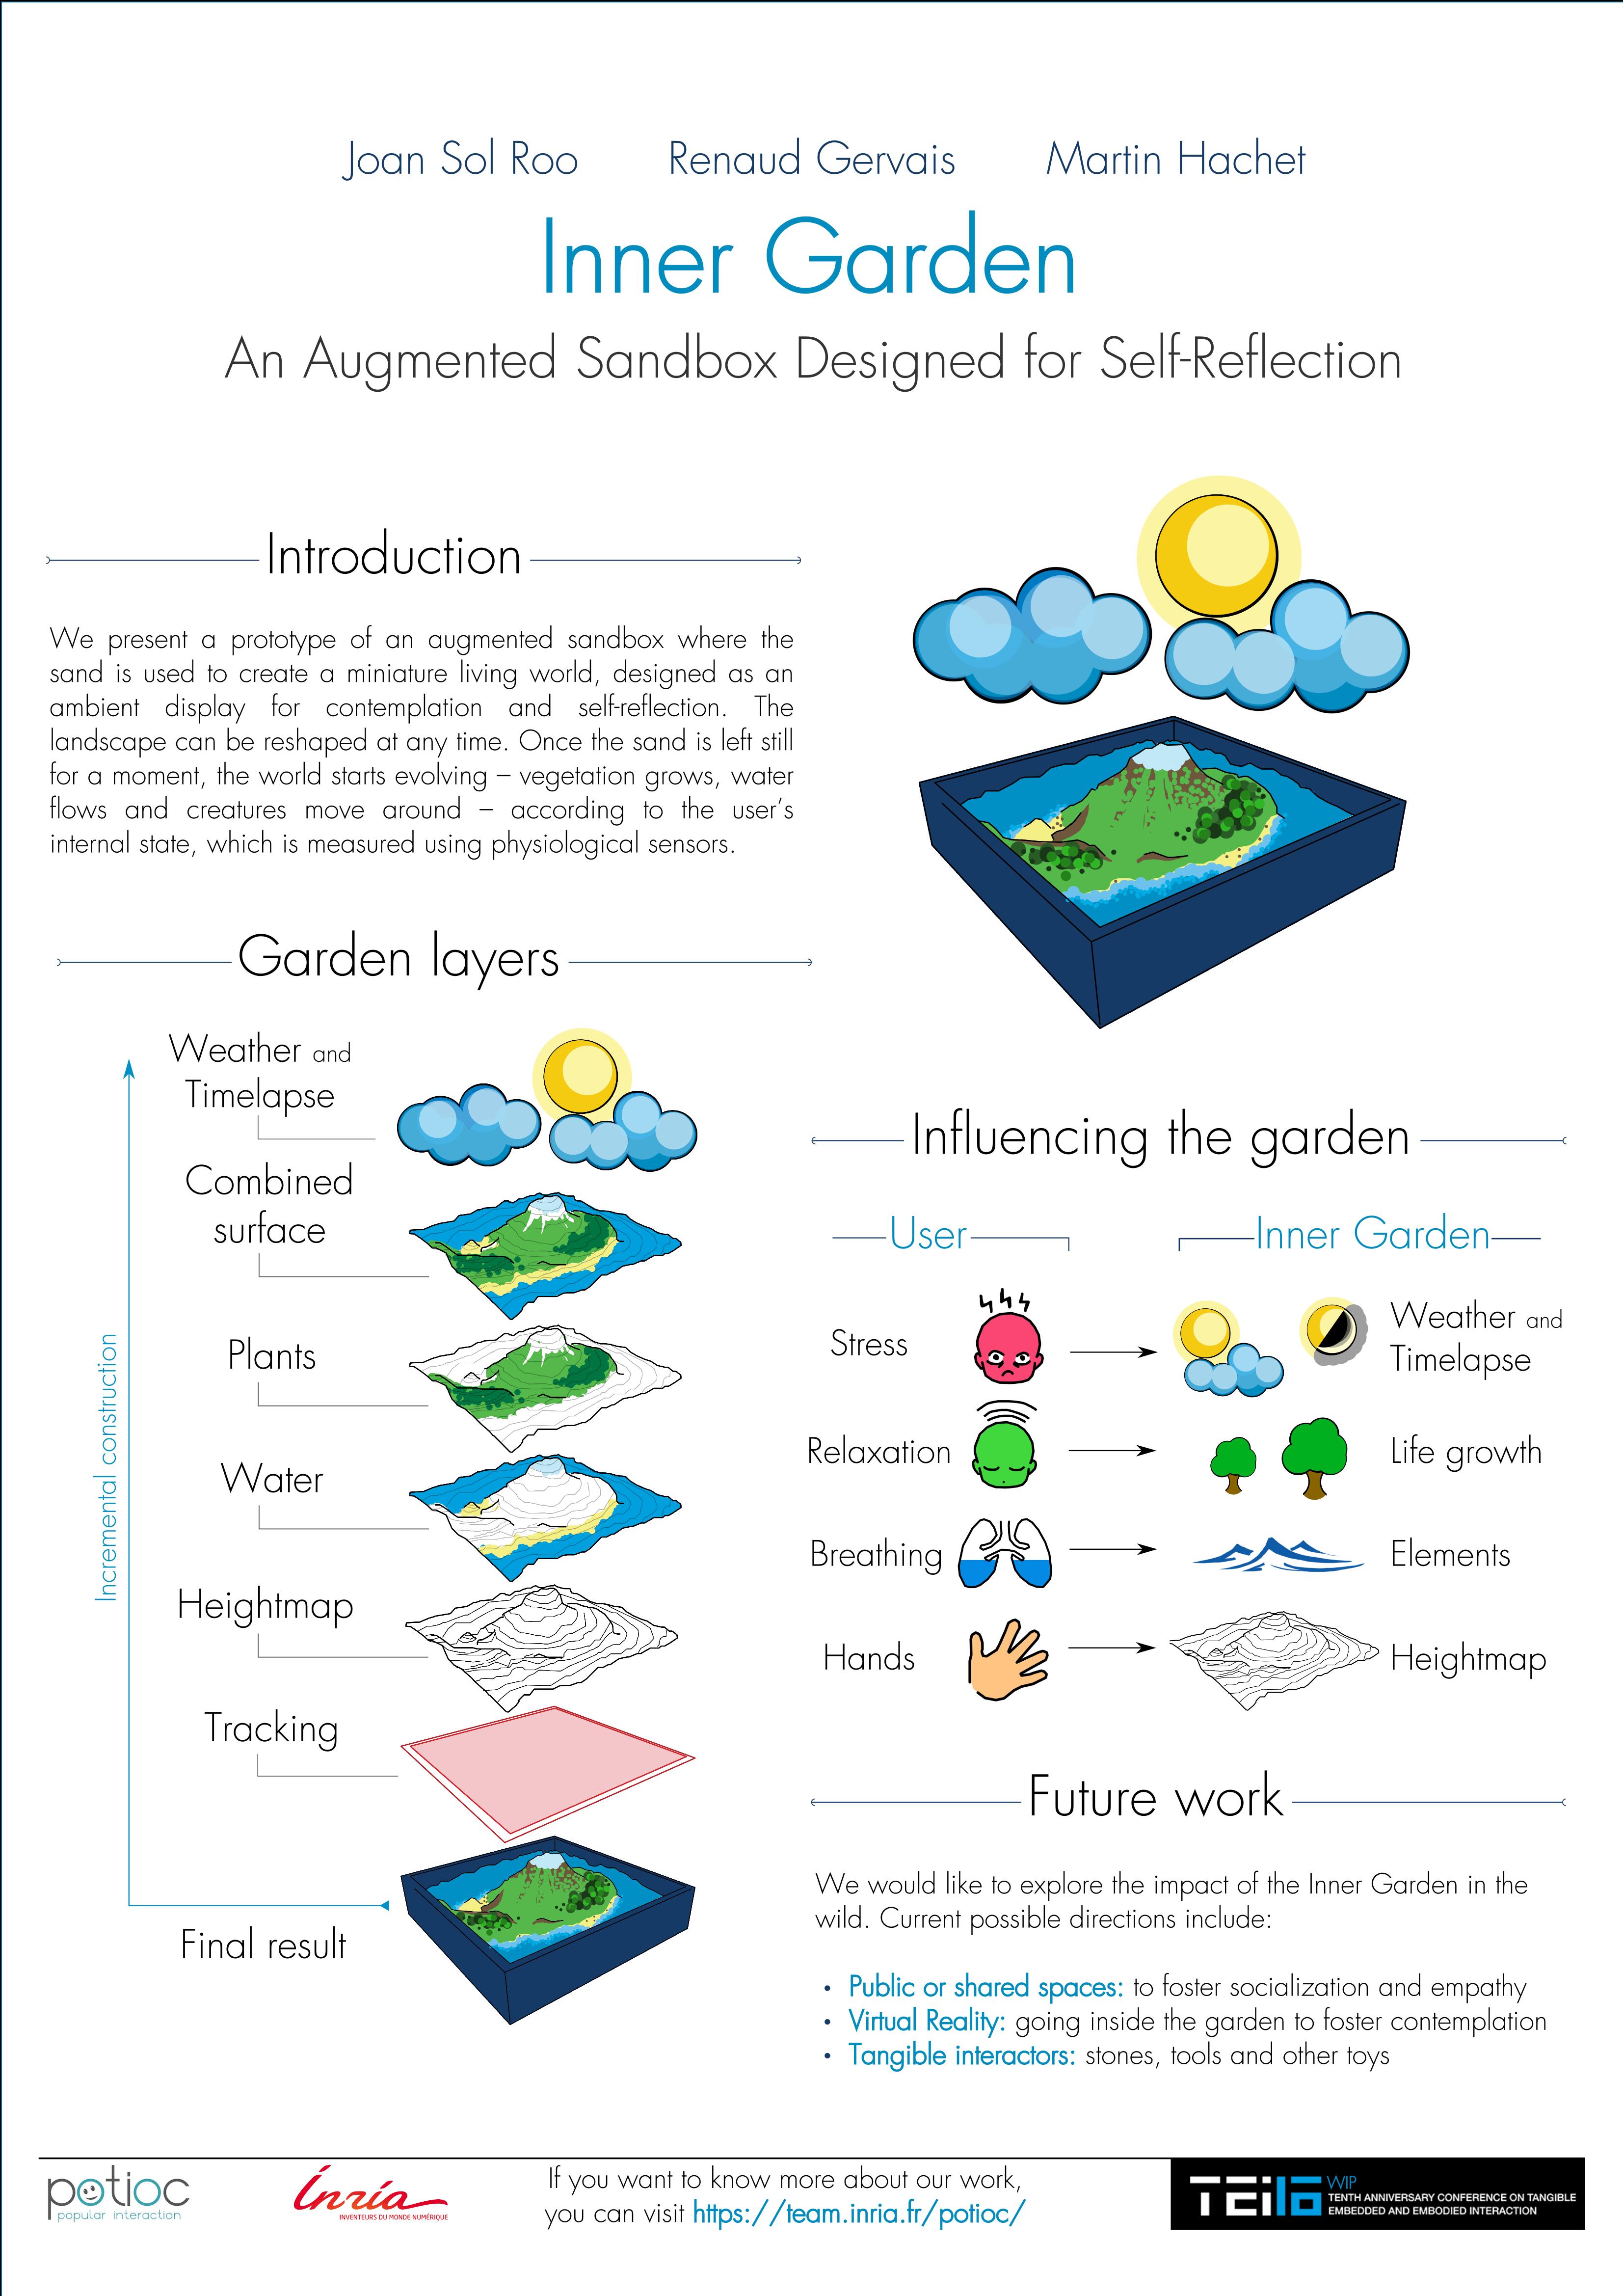 Joan Sol Roo Renaud Gervais Martin Hachet
Inner Garden
An Augmented Sandbox Designed for Self-Reflection
Introduction
We present a prototype of an augmented sandbox where the
sand is used to create a miniature living world, designed as an
ambient display for contemplation and self-reflection. The
landscape can be reshaped at any time. Once the sand is left still
for a moment, the world starts evolving – vegetation grows, water
flows and creatures move around – according to the user's
internal state, which is measured using physiological sensors.
Garden layers
Weather and
Timelapse
Combined
surface
Plants
Water
Heightmap
Tracking
Final result
Incremental construction
Influencing the garden
User Inner Garden
Stress
Weather and
Timelapse
Relaxation Life growth
Breathing Elements
Hands Heightmap
Future work
We would like to explore the impact of the Inner Garden in the
wild. Current possible directions include:
• Public or shared spaces: to foster socialization and empathy
• Virtual Reality: going inside the garden to foster contemplation
• Tangible interactors: stones, tools and other toys
potioc
popular interaction
Inria
INVENTEURS DU MONDE NUMÉRIQUE
If you want to know more about our work,
you can visit https://team.inria.fr/potioc/
TEI16 WIP
TENTH ANNIVERSARY CONFERENCE ON TANGIBLE
EMBEDDED AND EMBODIED INTERACTION